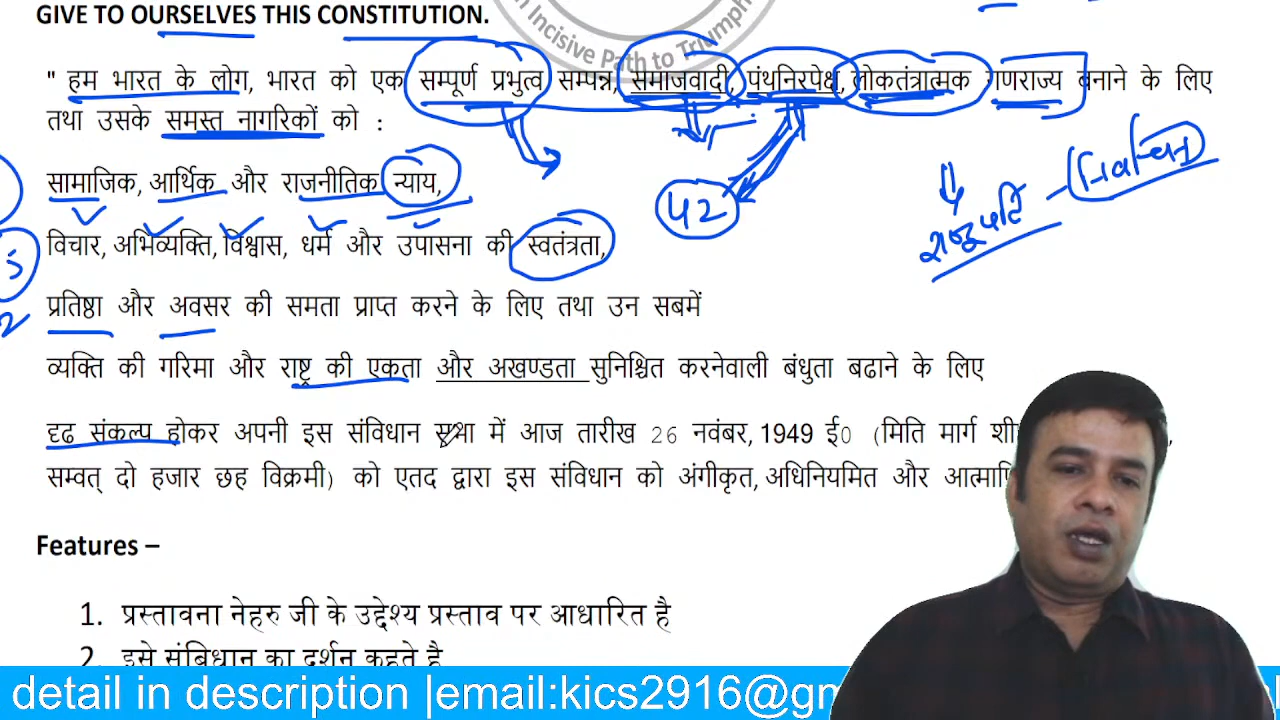 GIVE TO OURSELVES THIS CONSTITUTION.
n Incisive Path to Triumph
" हम भारत के लोग, भारत को एक सम्पूर्ण प्रभुत्व सम्पन्न, समाजवादी, पंथनिरपेक्ष, लोकतंत्रात्मक गणराज्य बनाने के लिए
तथा उसके समस्त नागरिकों को :
सामाजिक, आर्थिक और राजनीतिक न्याय,
42
विचार, अभिव्यक्ति, विश्वास, धर्म और उपासना की स्वतंत्रता,
5
प्रतिष्ठा और अवसर की समता प्राप्त करने के लिए तथा उन सबमें
2
व्यक्ति की गरिमा और राष्ट्र की एकता और अखण्डता सुनिश्चित करनेवाली बंधुता बढाने के लिए
दृढ संकल्प होकर अपनी इस संविधान सभा में आज तारीख 26 नवंबर, 1949 ई0 (मिति मार्ग
सम्वत् दो हजार छह विक्रमी) को एतद द्वारा इस संविधान को अंगीकृत, अधिनियमित और
Features –
1. प्रस्तावना नेहरु जी के उद्देश्य प्रस्ताव पर आधारित है
2. इसे संबिधान का दर्शन कहते है
detail in description |email:kics2916@gm